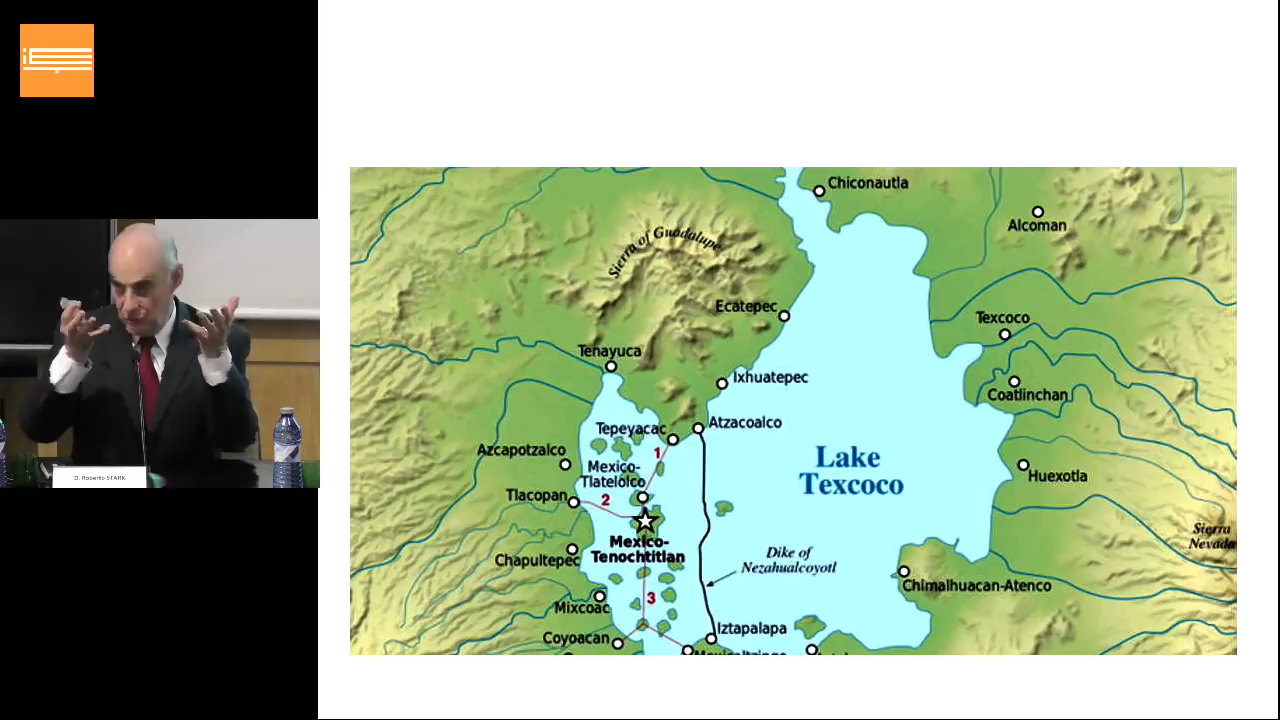 D. Roberto STARK
Chiconautla
Alcoman
Sierra of Guadalupe
Ecatepec
Texcoco
Tenayuca
Ixhuatepec
Coatlinchan
Atzacoalco
Tepeyacac
Azcapotzalco
1
Lake
Texcoco
Mexico-
Tlatelolco
Huexotla
Tlacopan
2
Sierra
Nevada
Mexico-
Tenochtitlan
Dike of
Nezahualcoyotl
Chapultepec
Chimalhuacan-Atenco
3
Mixcoac
Iztapalapa
Coyoacan